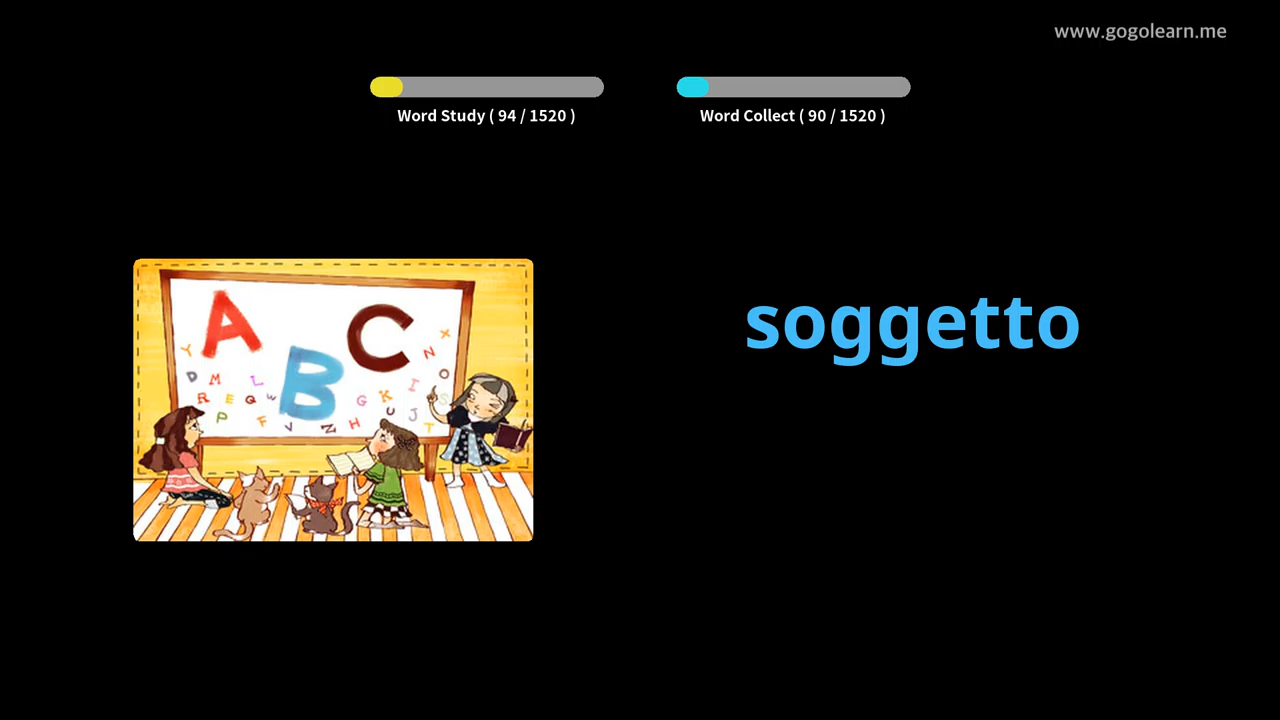 www.gogolearn.me
Word Study ( 94 / 1520 )
Word Collect ( 90 / 1520 )
soggetto
A
B
C
Y
X
N
D M L O
R E Q W G K I S
P F V Z H U J T